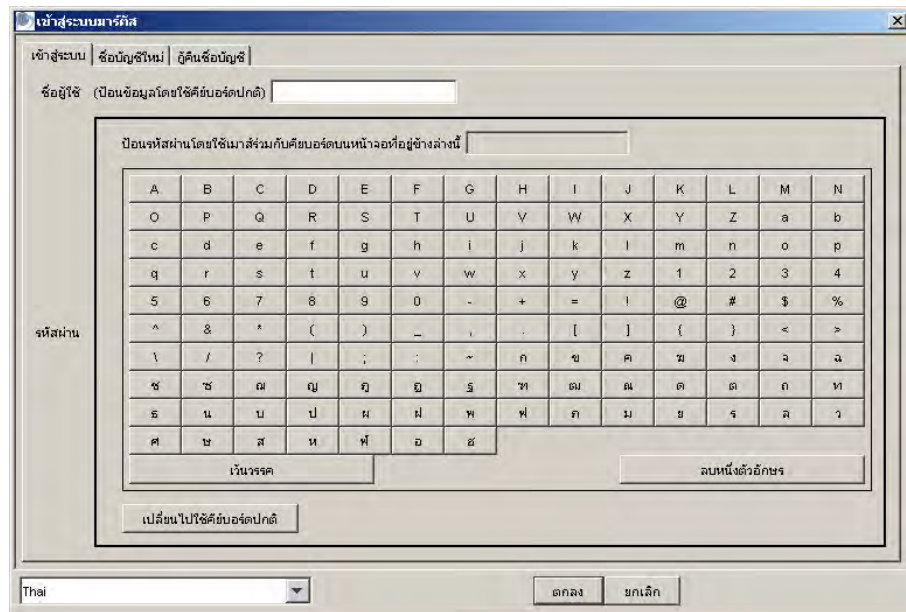 เข้าสู่ระบบมาร์คัส
เข้าสู่ระบบ ชื่อบัญชีใหม่ กู้คืนชื่อบัญชี
ชื่อผู้ใช้ (ป้อนข้อมูลโดยใช้คีย์บอร์ดปกติ)
ป้อนรหัสผ่านโดยใช้เมาส์ร่วมกับคียบอร์ดบนหน้าจอที่อยู่ข้างล่างนี้
A B C D E F G H I J K L M N
O P Q R S T U V W X Y Z a b
c d e f g h i j k l m n o p
q r s t u v w x y z 1 2 3 4
5 6 7 8 9 0 - + = ! @ # $ %
^ & * ( ) _ , . [ ] { } < >
\ / ? | ; : ~ ก ข ค ฆ ง จ ฉ
ช ซ ฌ ญ ฎ ฏ ฐ ฑ ฒ ณ ด ต ถ ท
ธ น บ ป ผ ฝ พ ฟ ภ ม ย ร ล ว
ศ ษ ส ห ฬ อ ฮ
รหัสผ่าน
เว้นวรรค ลบหนึ่งตัวอักษร
เปลี่ยนไปใช้คีย์บอร์ดปกติ
Thai ตกลง ยกเลิก